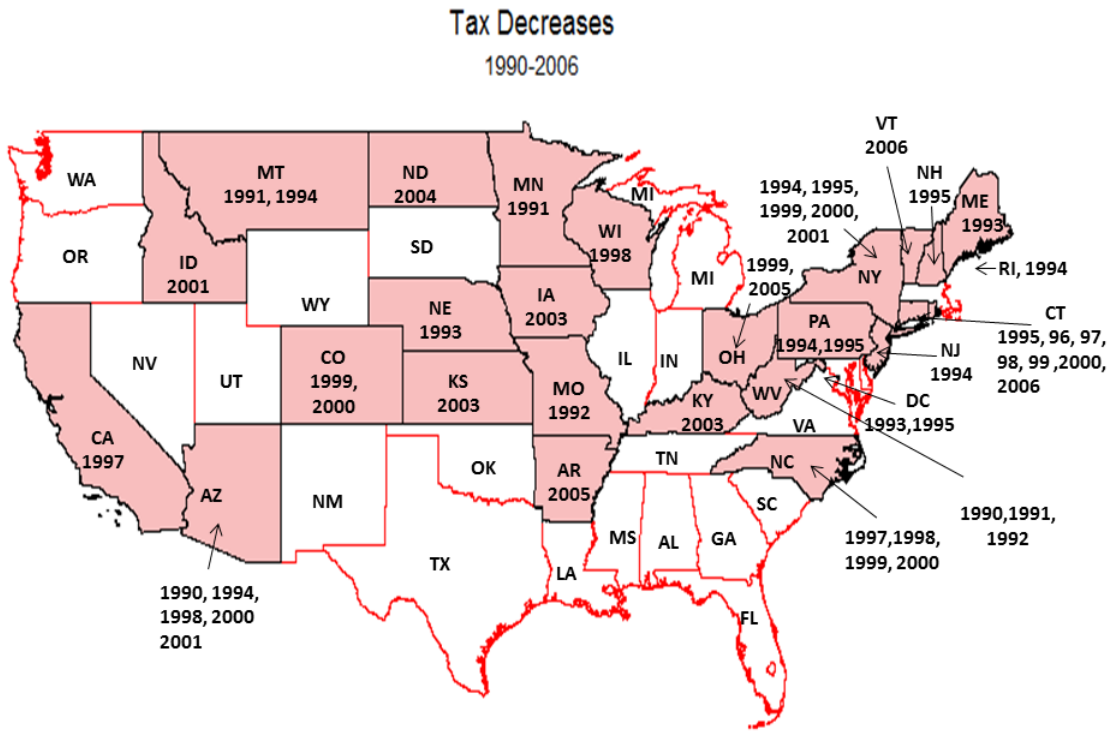 Tax Decreases
1990-2006
VT
2006
WA
MT
1991, 1994
ND
2004
MN
1991
MI
1994, 1995,
1999, 2000,
2001
NH
1995
ME
1993
OR
ID
2001
SD
WI
1998
MI
1999,
2005
NY
RI, 1994
WY
NE
1993
IA
2003
PA
1994,1995
CT
1995, 96, 97,
98, 99 ,2000,
2006
NV
UT
CO
1999,
2000
KS
2003
MO
1992
IL
IN
OH
WV
KY
2003
NJ
1994
DC
1993,1995
VA
CA
1997
AZ
NM
OK
AR
2005
TN
NC
SC
1990,1991,
1992
TX
LA
MS
AL
GA
1997,1998,
1999, 2000
1990, 1994,
1998, 2000
2001
FL